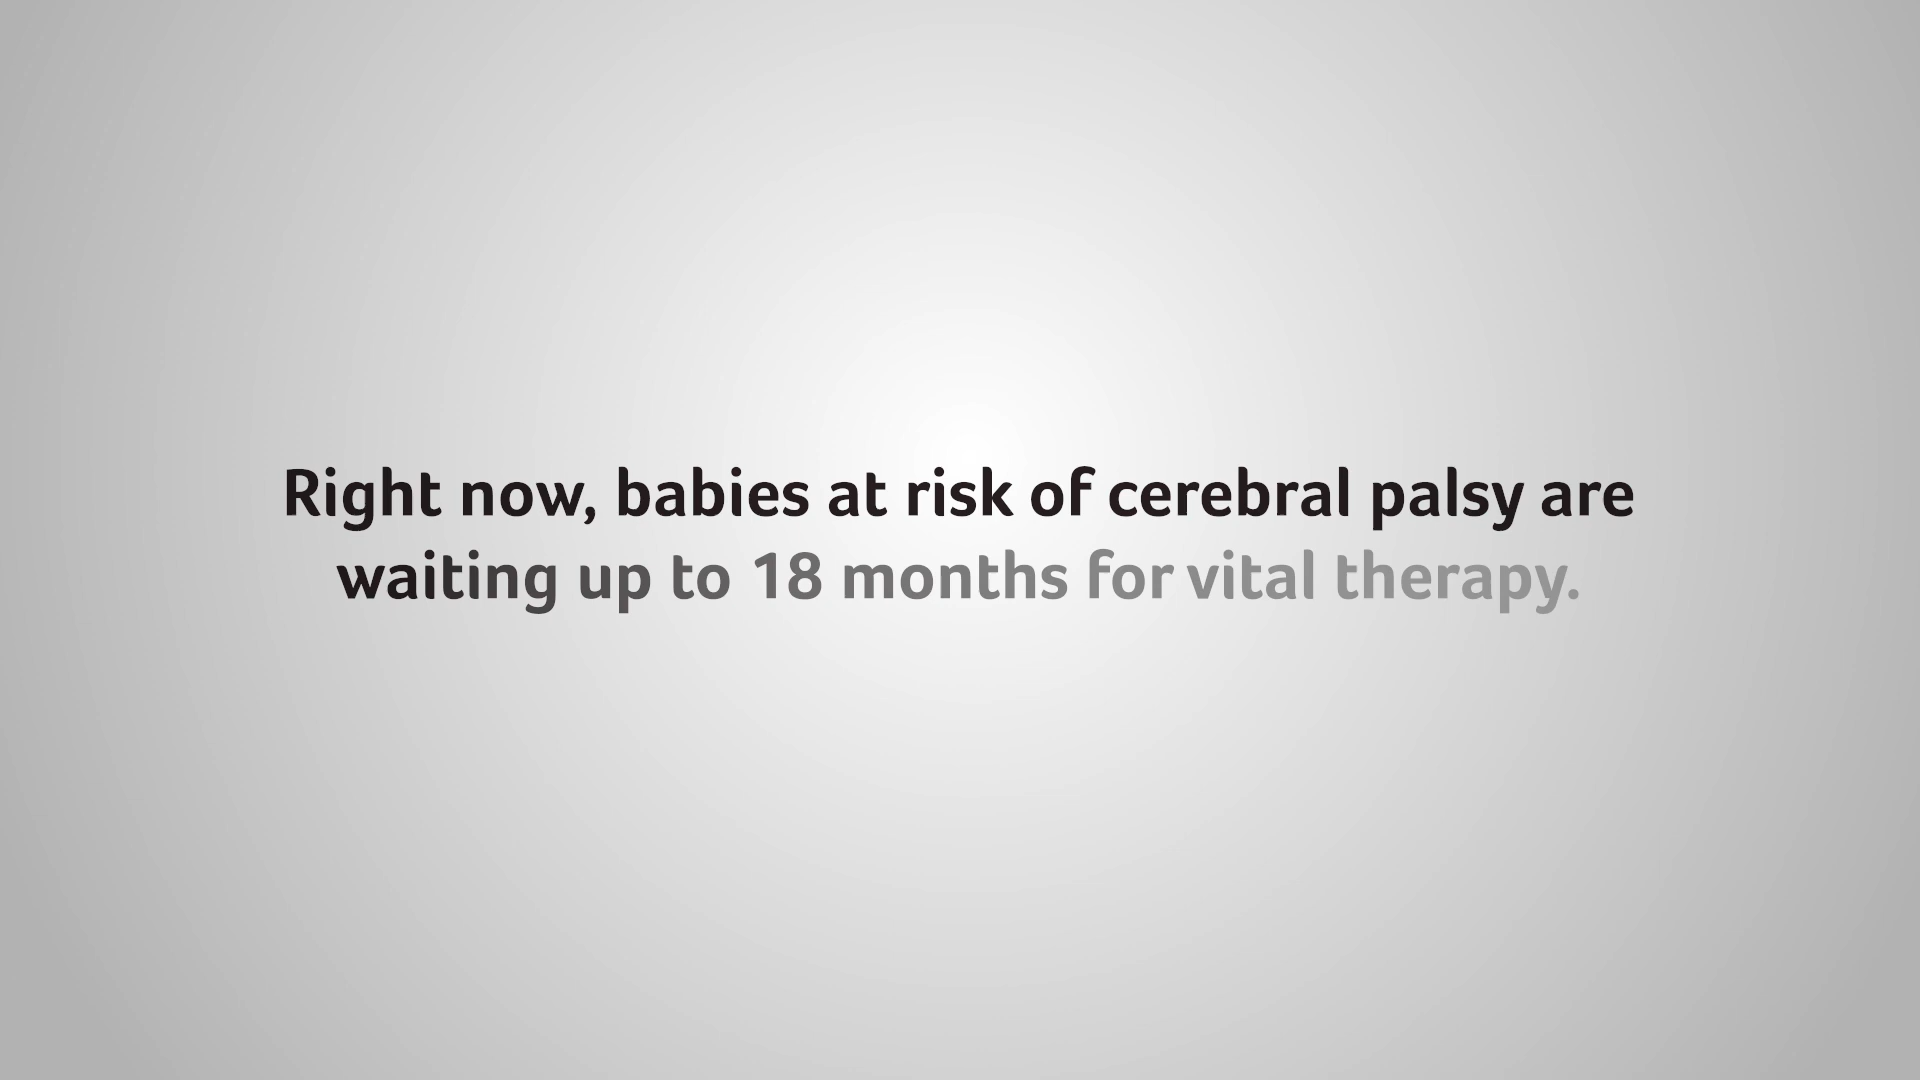 Right now, babies at risk of cerebral palsy are
waiting up to 18 months for vital therapy.